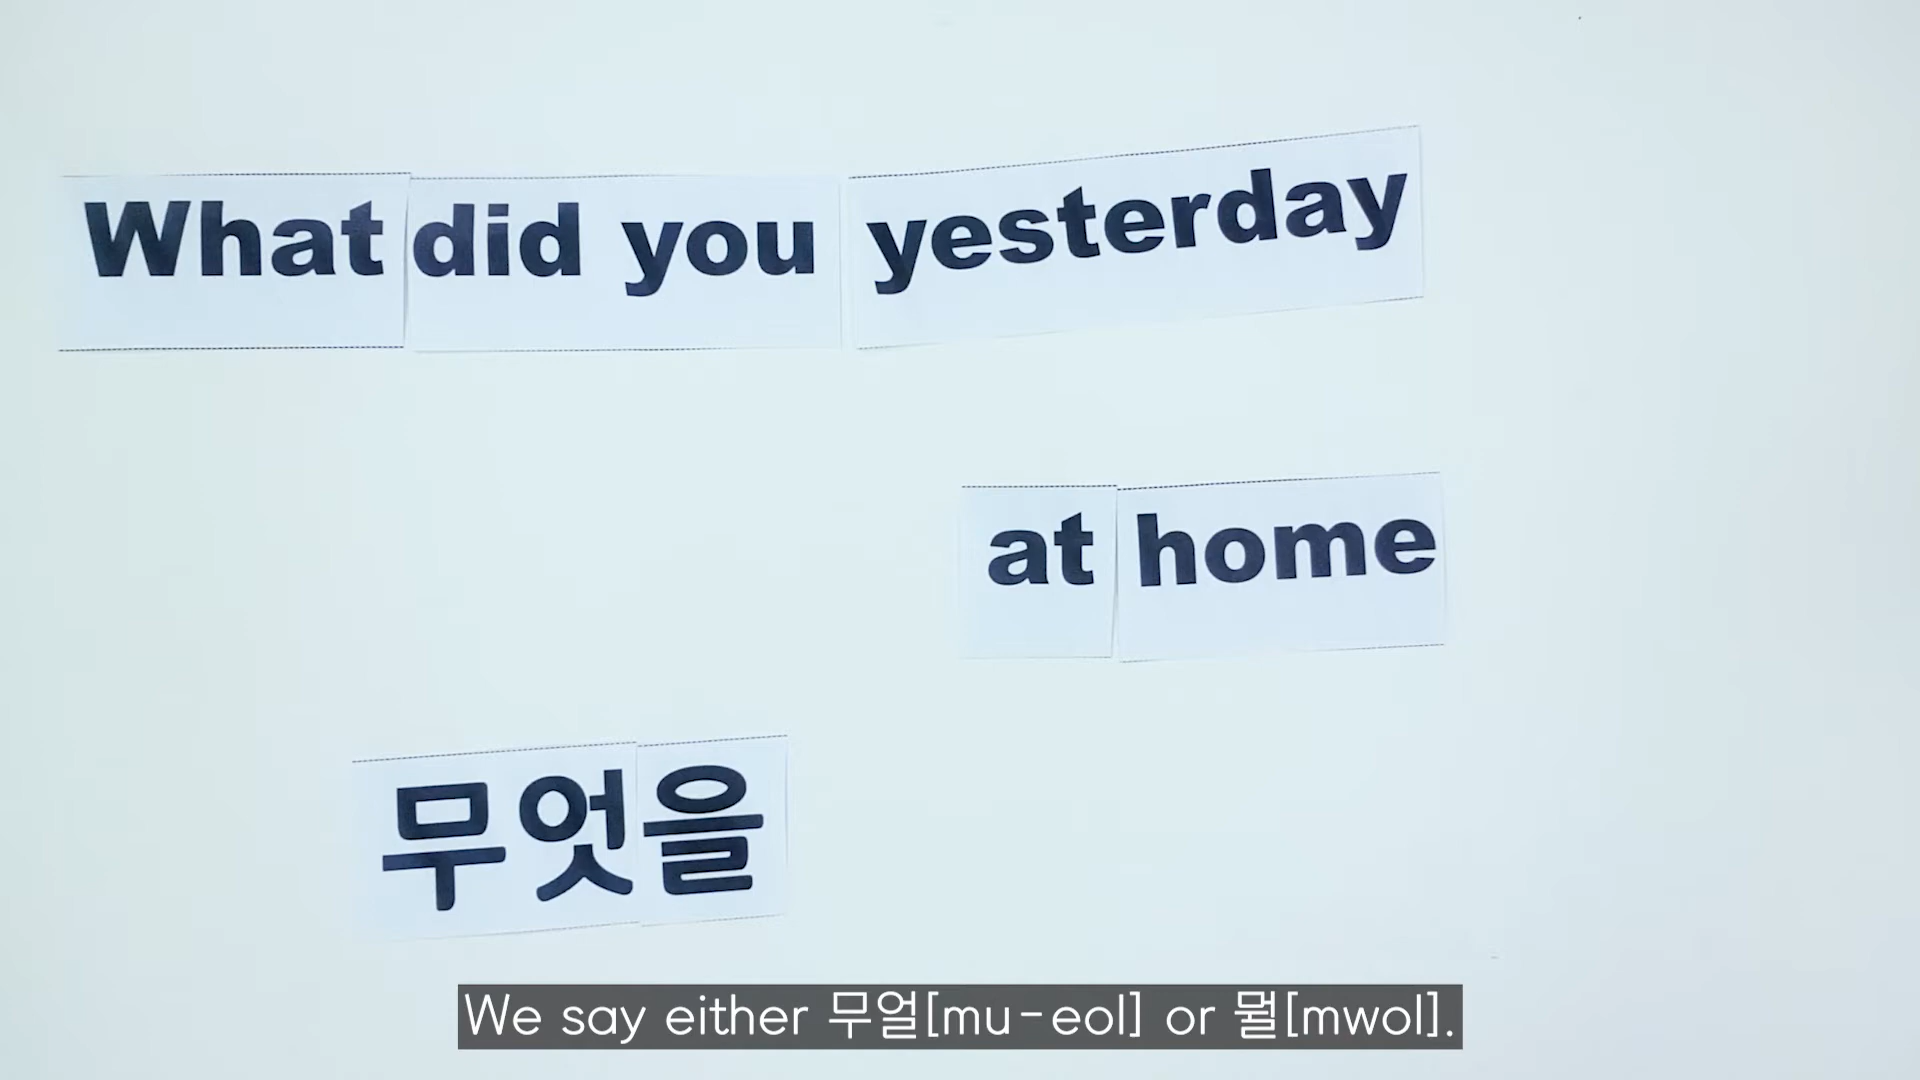 What did you yesterday
at home
무엇을
We say either 무얼[mu-eol] or 뭘[mwol].